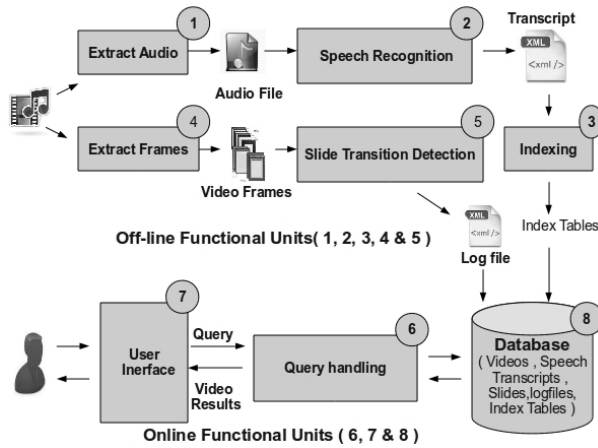 1
2
Transcript
Extract Audio
Speech Recognition
XML
<xml />
Audio File
4
5
3
Extract Frames
Slide Transition Detection
Indexing
Video Frames
XML
<xml />
Index Tables
Off-line Functional Units( 1, 2, 3, 4 & 5 )
Log file
7
8
6
Query
Database
User
Inerface
Query handling
( Videos , Speech
Transcripts ,
Slides,logfiles,
Index Tables )
Video
Results
Online Functional Units ( 6, 7 & 8 )